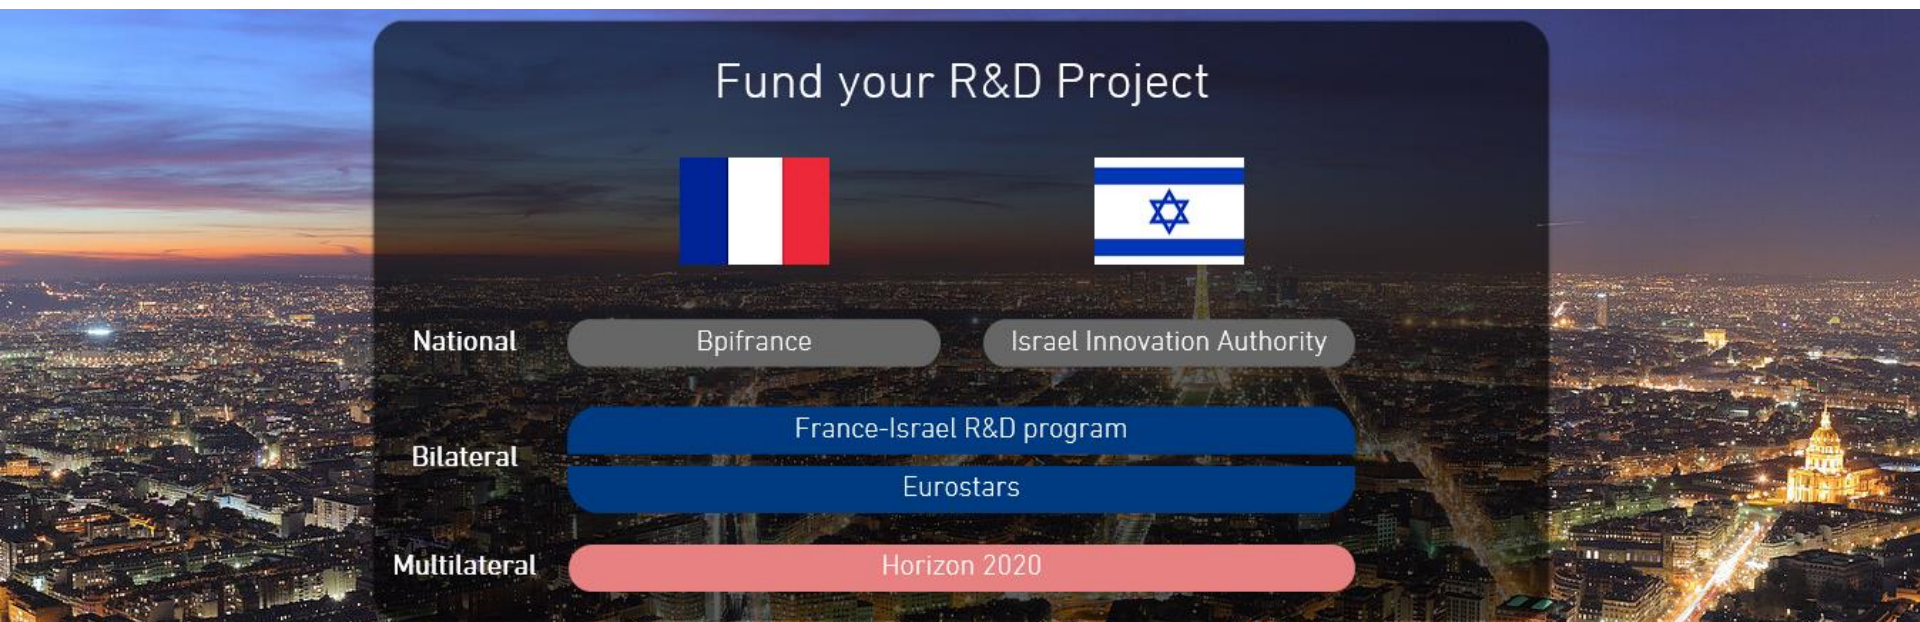 Fund your R&D Project
National
Bpifrance
Israel Innovation Authority
Bilateral
France-Israel R&D program
Eurostars
Multilateral
Horizon 2020